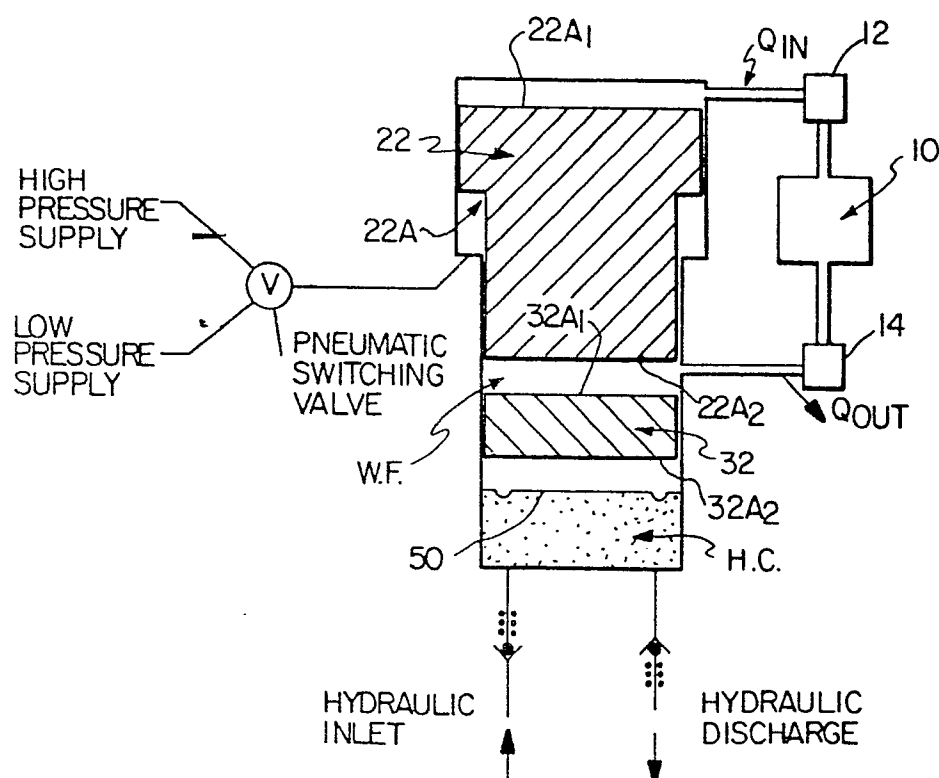 22A1
QIN
12
22
10
HIGH
PRESSURE
SUPPLY
22A
V
32A1
14
LOW
PRESSURE
SUPPLY
PNEUMATIC
SWITCHING
VALVE
22A2
QOUT
W.F.
32
32A2
50
H.C.
HYDRAULIC
INLET
HYDRAULIC
DISCHARGE